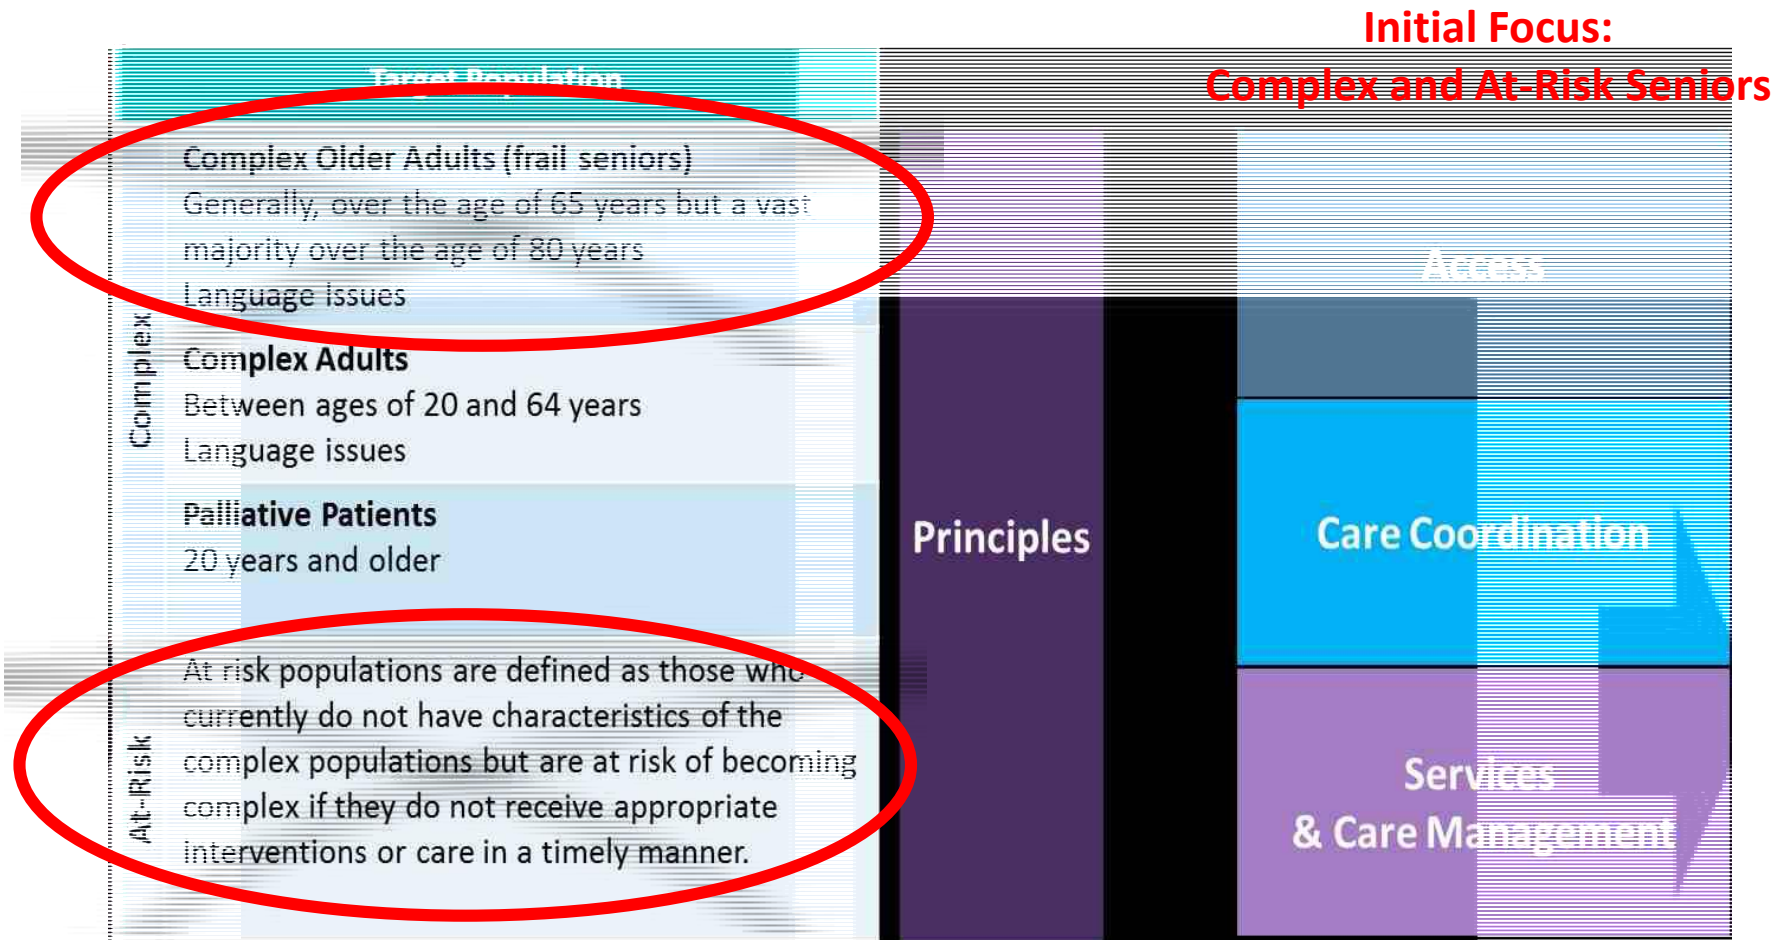 Initial Focus:
Complex and At-Risk Seniors
Target Population
Complex
Complex Older Adults (frail seniors)
Generally, over the age of 65 years but a vast
majority over the age of 80 years
Language issues
Complex Adults
Between ages of 20 and 64 years
Language issues
Palliative Patients
20 years and older
At-Risk
At risk populations are defined as those who
currently do not have characteristics of the
complex populations but are at risk of becoming
complex if they do not receive appropriate
interventions or care in a timely manner.
Principles
Access
Care Coordination
Services
& Care Management